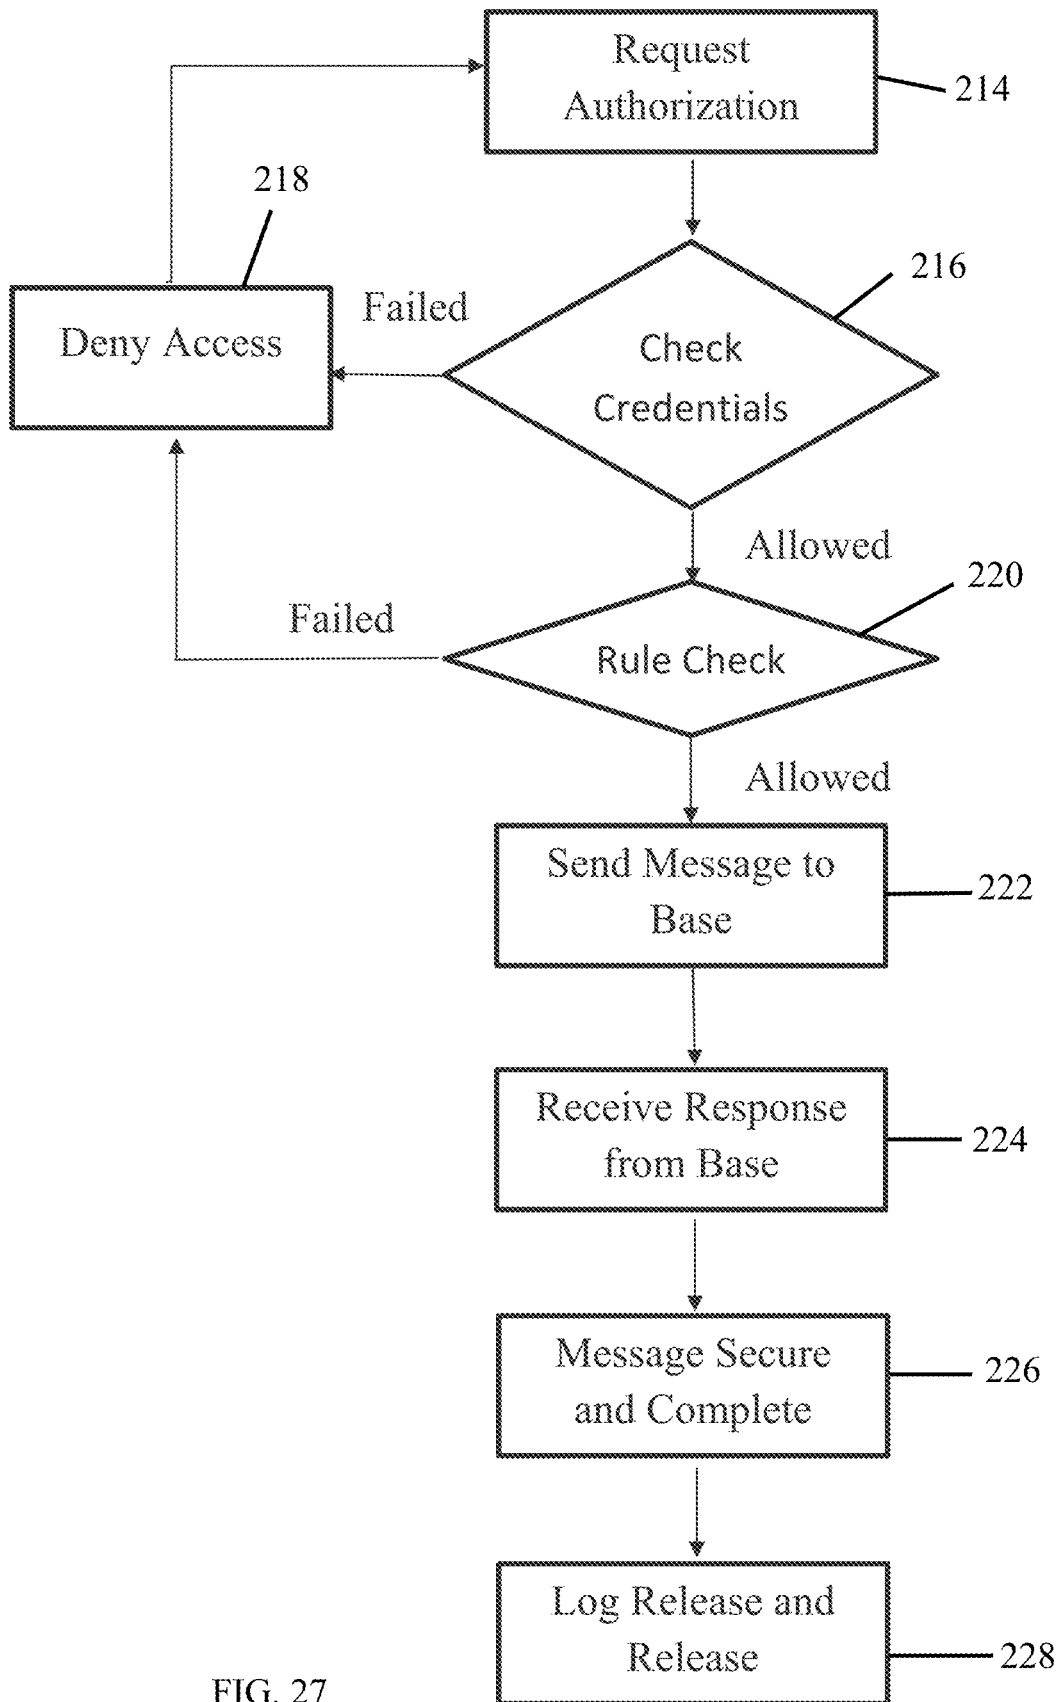 Request
Authorization
214
218
Deny Access
Failed
216
Check
Credentials
Allowed
220
Failed
Rule Check
Allowed
Send Message to
Base
222
Receive Response
from Base
224
Message Secure
and Complete
226
Log Release and
Release
228
FIG. 27